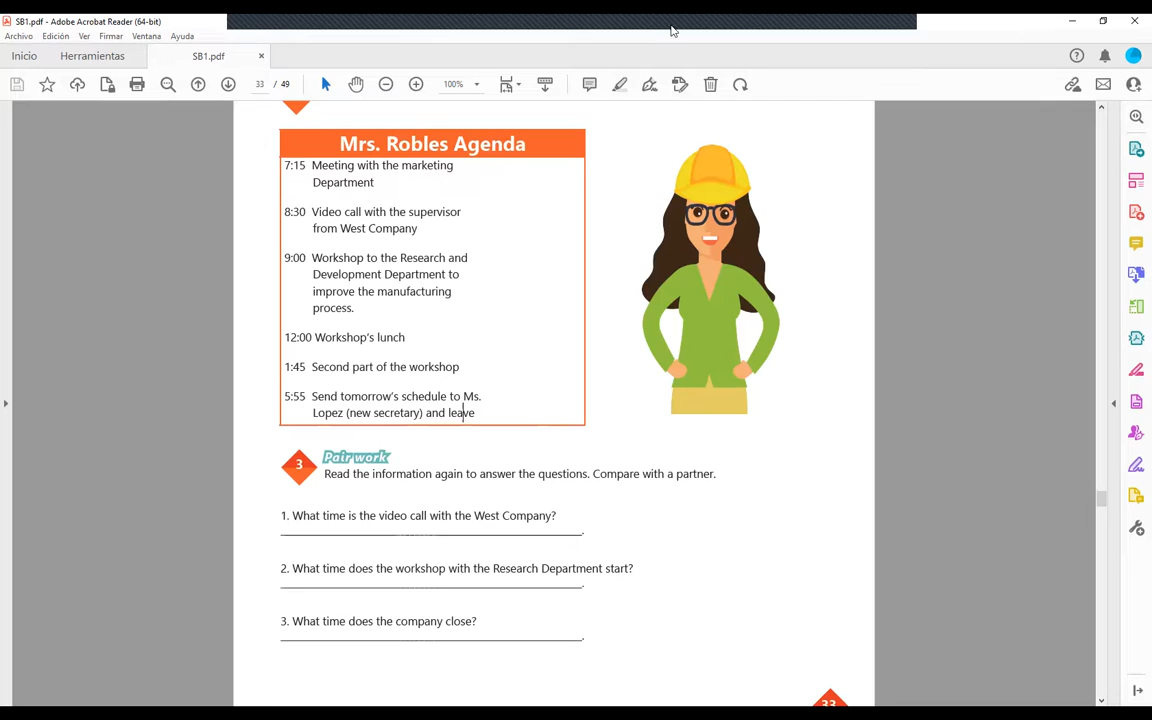 SB1.pdf - Adobe Acrobat Reader (64-bit)
Archivo Edición Ver Firmar Ventana Ayuda
Inicio Herramientas SB1.pdf
33 / 49 100%
Mrs. Robles Agenda
7:15 Meeting with the marketing
Department
8:30 Video call with the supervisor
from West Company
9:00 Workshop to the Research and
Development Department to
improve the manufacturing
process.
12:00 Workshop's lunch
1:45 Second part of the workshop
5:55 Send tomorrow's schedule to Ms.
Lopez (new secretary) and leave
3 Pair work
Read the information again to answer the questions. Compare with a partner.
1. What time is the video call with the West Company?
.
2. What time does the workshop with the Research Department start?
.
3. What time does the company close?
.
33